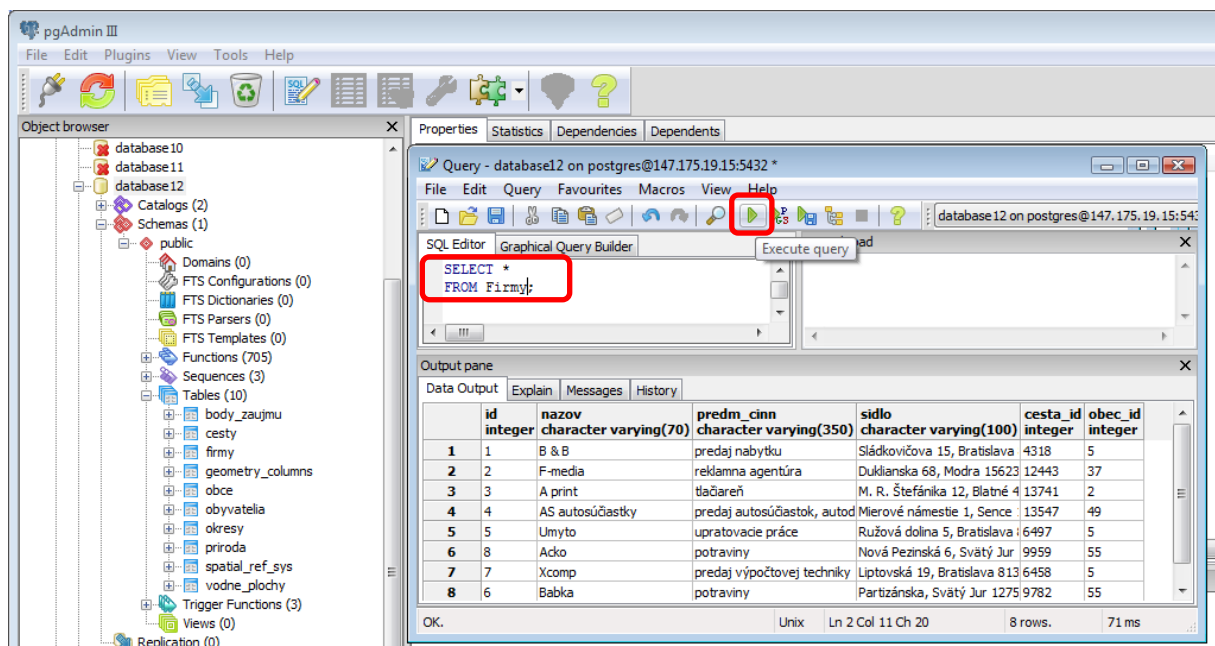 pgAdmin III
File Edit Plugins View Tools Help
Object browser
database10
database11
database12
Catalogs (2)
Schemas (1)
public
Domains (0)
FTS Configurations (0)
FTS Dictionaries (0)
FTS Parsers (0)
FTS Templates (0)
Functions (705)
Sequences (3)
Tables (10)
body_zaujmu
cesty
firmy
geometry_columns
obce
obyvatelia
okresy
priroda
spatial_ref_sys
vodne_plochy
Trigger Functions (3)
Views (0)
Replication (0)
Properties Statistics Dependencies Dependents
Query - database12 on postgres@147.175.19.15:5432 *
File Edit Query Favourites Macros View Help
database12 on postgres@147.175.19.15:543
SQL Editor Graphical Query Builder
Execute query
SELECT *
FROM Firmy;
Output pane
Data Output Explain Messages History
id nazov predm_cinn sidlo cesta_id obec_id
integer character varying(70) character varying(350) character varying(100) integer integer
1 1 B & B predaj nabytku Sládkovičova 15, Bratislava 4318 5
2 2 F-media reklamna agentúra Duklianska 68, Modra 15623 12443 37
3 3 A print tlačiareň M. R. Štefánika 12, Blatné 4 13741 2
4 4 AS autosúčiastky predaj autosúčiastok, autod Mierové námestie 1, Sence 13547 49
5 5 Umyto upratovacie práce Ružová dolina 5, Bratislava 6497 5
6 8 Acko potraviny Nová Pezinská 6, Svätý Jur 9959 55
7 7 Xcomp predaj výpočtovej techniky Liptovská 19, Bratislava 813 6458 5
8 6 Babka potraviny Partizánska, Svätý Jur 1275 9782 55
OK. Unix Ln 2 Col 11 Ch 20 8 rows. 71 ms